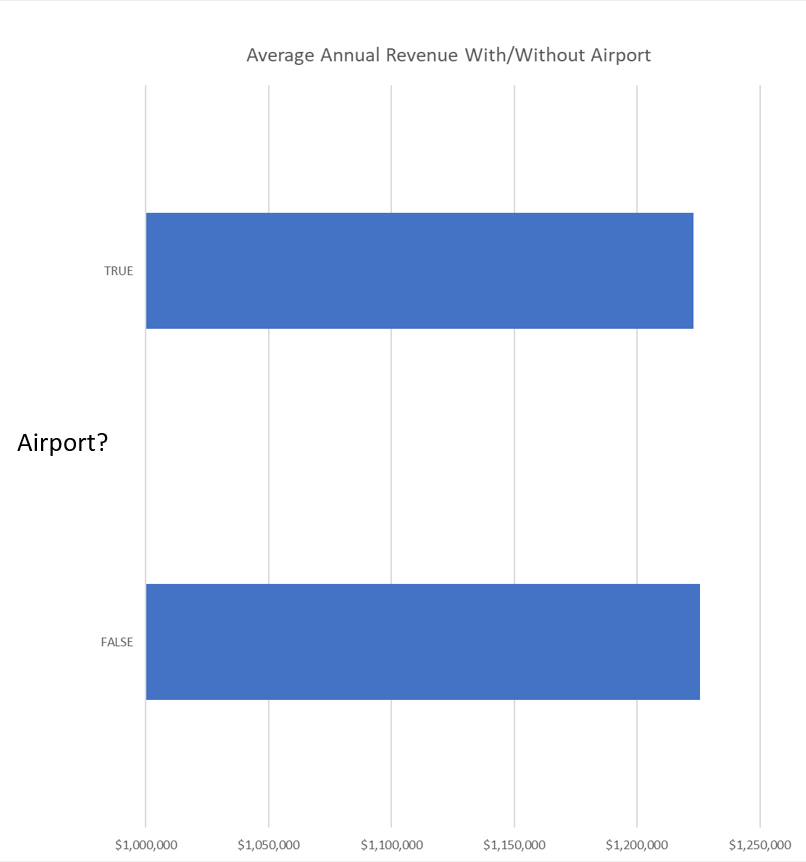 Average Annual Revenue With/Without Airport
TRUE
Airport?
FALSE
$1,000,000 $1,050,000 $1,100,000 $1,150,000 $1,200,000 $1,250,000